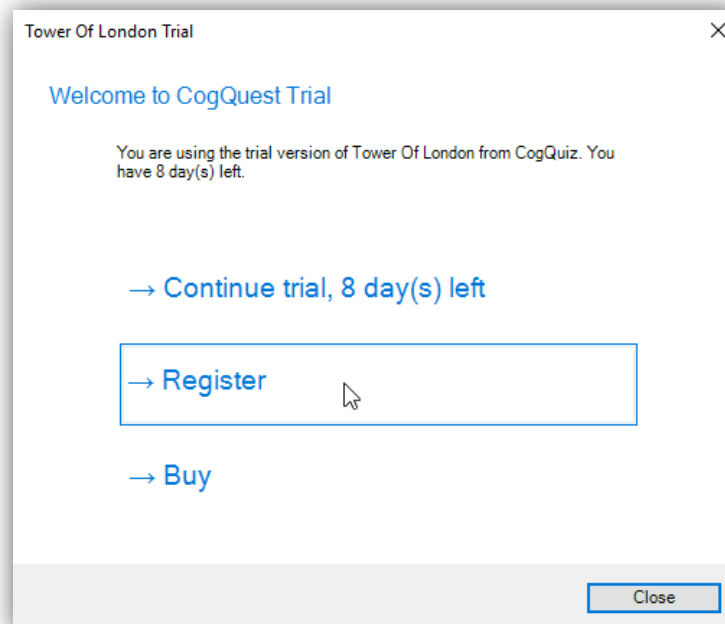 Tower Of London Trial
Welcome to CogQuest Trial
You are using the trial version of Tower Of London from CogQuiz. You
have 8 day(s) left.
→ Continue trial, 8 day(s) left
→ Register
→ Buy
Close